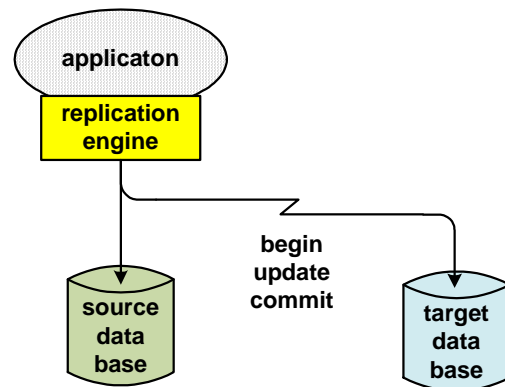 applicaton
replication
engine
begin
update
commit
source
data
base
target
data
base